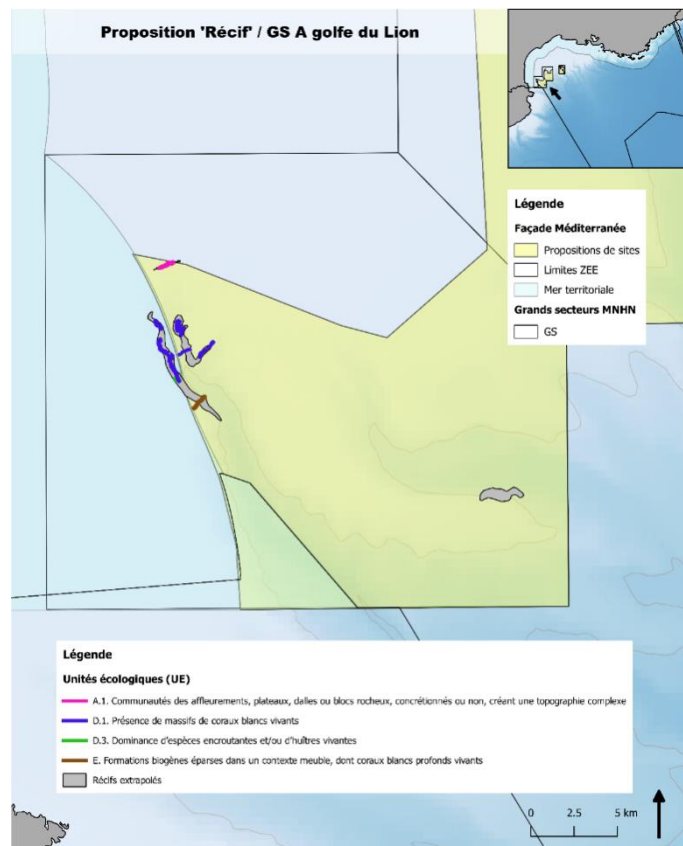 Proposition 'Récif' / GS A golfe du Lion
Légende
Façade Méditerranée
Propositions de sites
Limites ZEE
Mer territoriale
Grands secteurs MNHN
GS
Légende
Unités écologiques (UE)
A.1. Communautés des affleurements, plateaux, dalles ou blocs rocheux, concrétionnés ou non, créant une topographie complexe
D.1. Présence de massifs de coraux blancs vivants
D.3. Dominance d'espèces encroutantes et/ou d'huîtres vivantes
E. Formations biogènes éparses dans un contexte meuble, dont coraux blancs profonds vivants
Récifs extrapolés
0 2.5 5 km